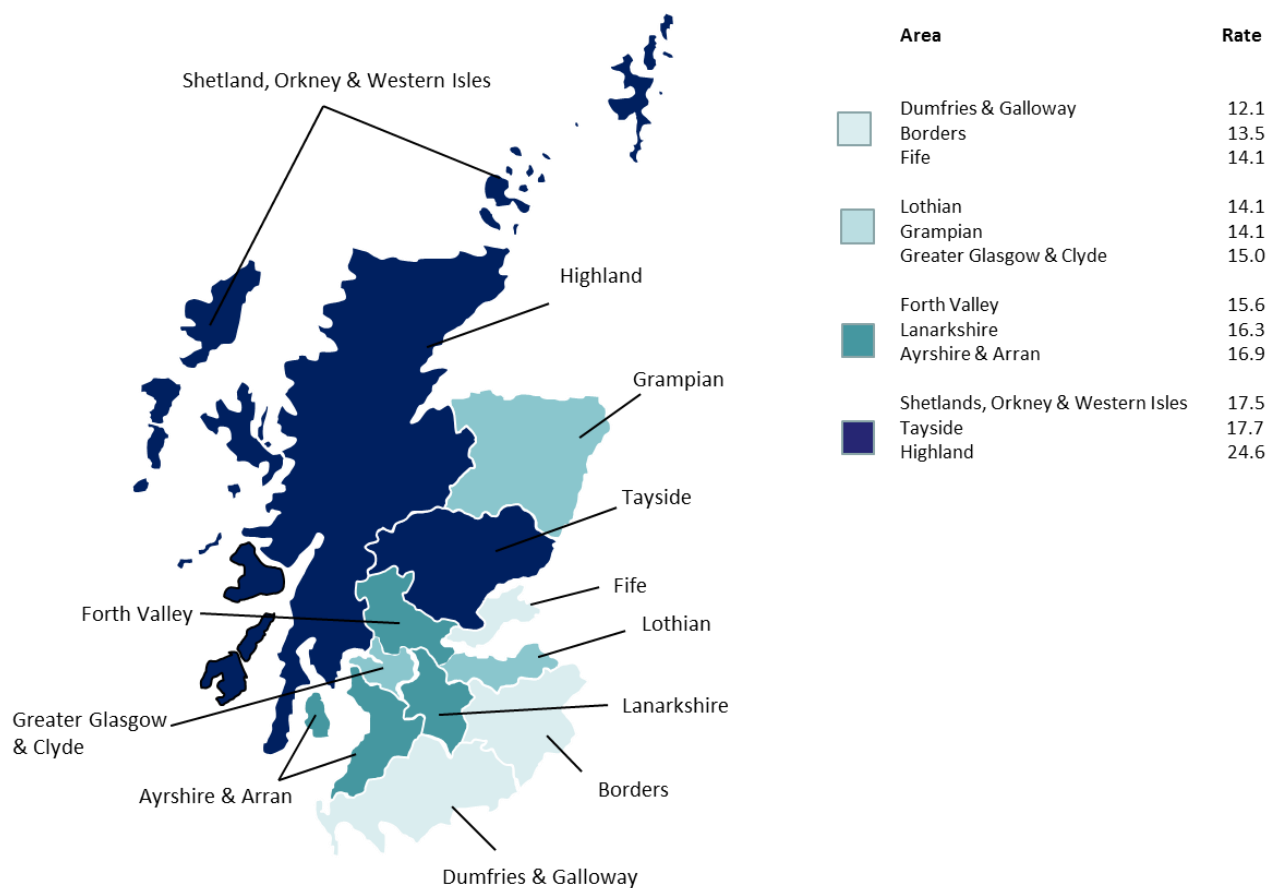 Shetland, Orkney & Western Isles
Highland
Grampian
Tayside
Fife
Forth Valley
Lothian
Lanarkshire
Greater Glasgow
& Clyde
Ayrshire & Arran
Borders
Dumfries & Galloway
Area Rate
Dumfries & Galloway 12.1
Borders 13.5
Fife 14.1
Lothian 14.1
Grampian 14.1
Greater Glasgow & Clyde 15.0
Forth Valley 15.6
Lanarkshire 16.3
Ayrshire & Arran 16.9
Shetlands, Orkney & Western Isles 17.5
Tayside 17.7
Highland 24.6